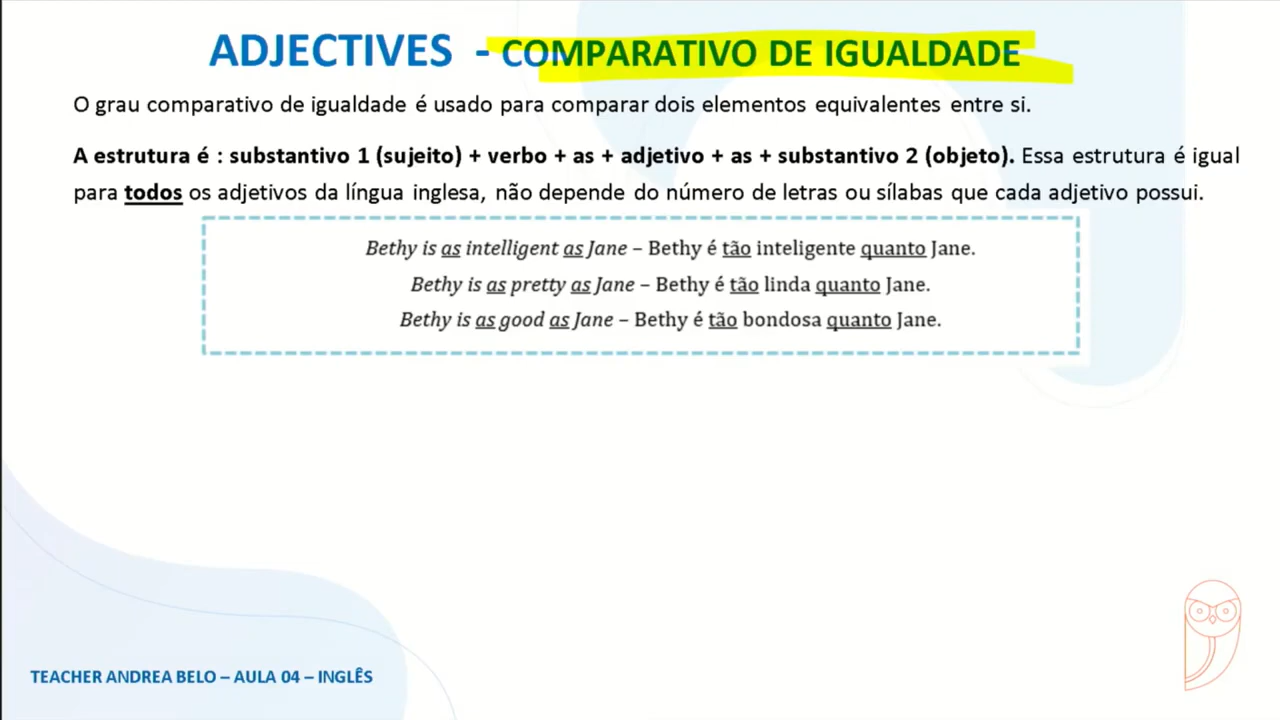 ADJECTIVES - COMPARATIVO DE IGUALDADE
O grau comparativo de igualdade é usado para comparar dois elementos equivalentes entre si.
A estrutura é : substantivo 1 (sujeito) + verbo + as + adjetivo + as + substantivo 2 (objeto). Essa estrutura é igual
para todos os adjetivos da língua inglesa, não depende do número de letras ou sílabas que cada adjetivo possui.
Bethy is as intelligent as Jane – Bethy é tão inteligente quanto Jane.
Bethy is as pretty as Jane – Bethy é tão linda quanto Jane.
Bethy is as good as Jane – Bethy é tão bondosa quanto Jane.
TEACHER ANDREA BELO – AULA 04 – INGLÊS